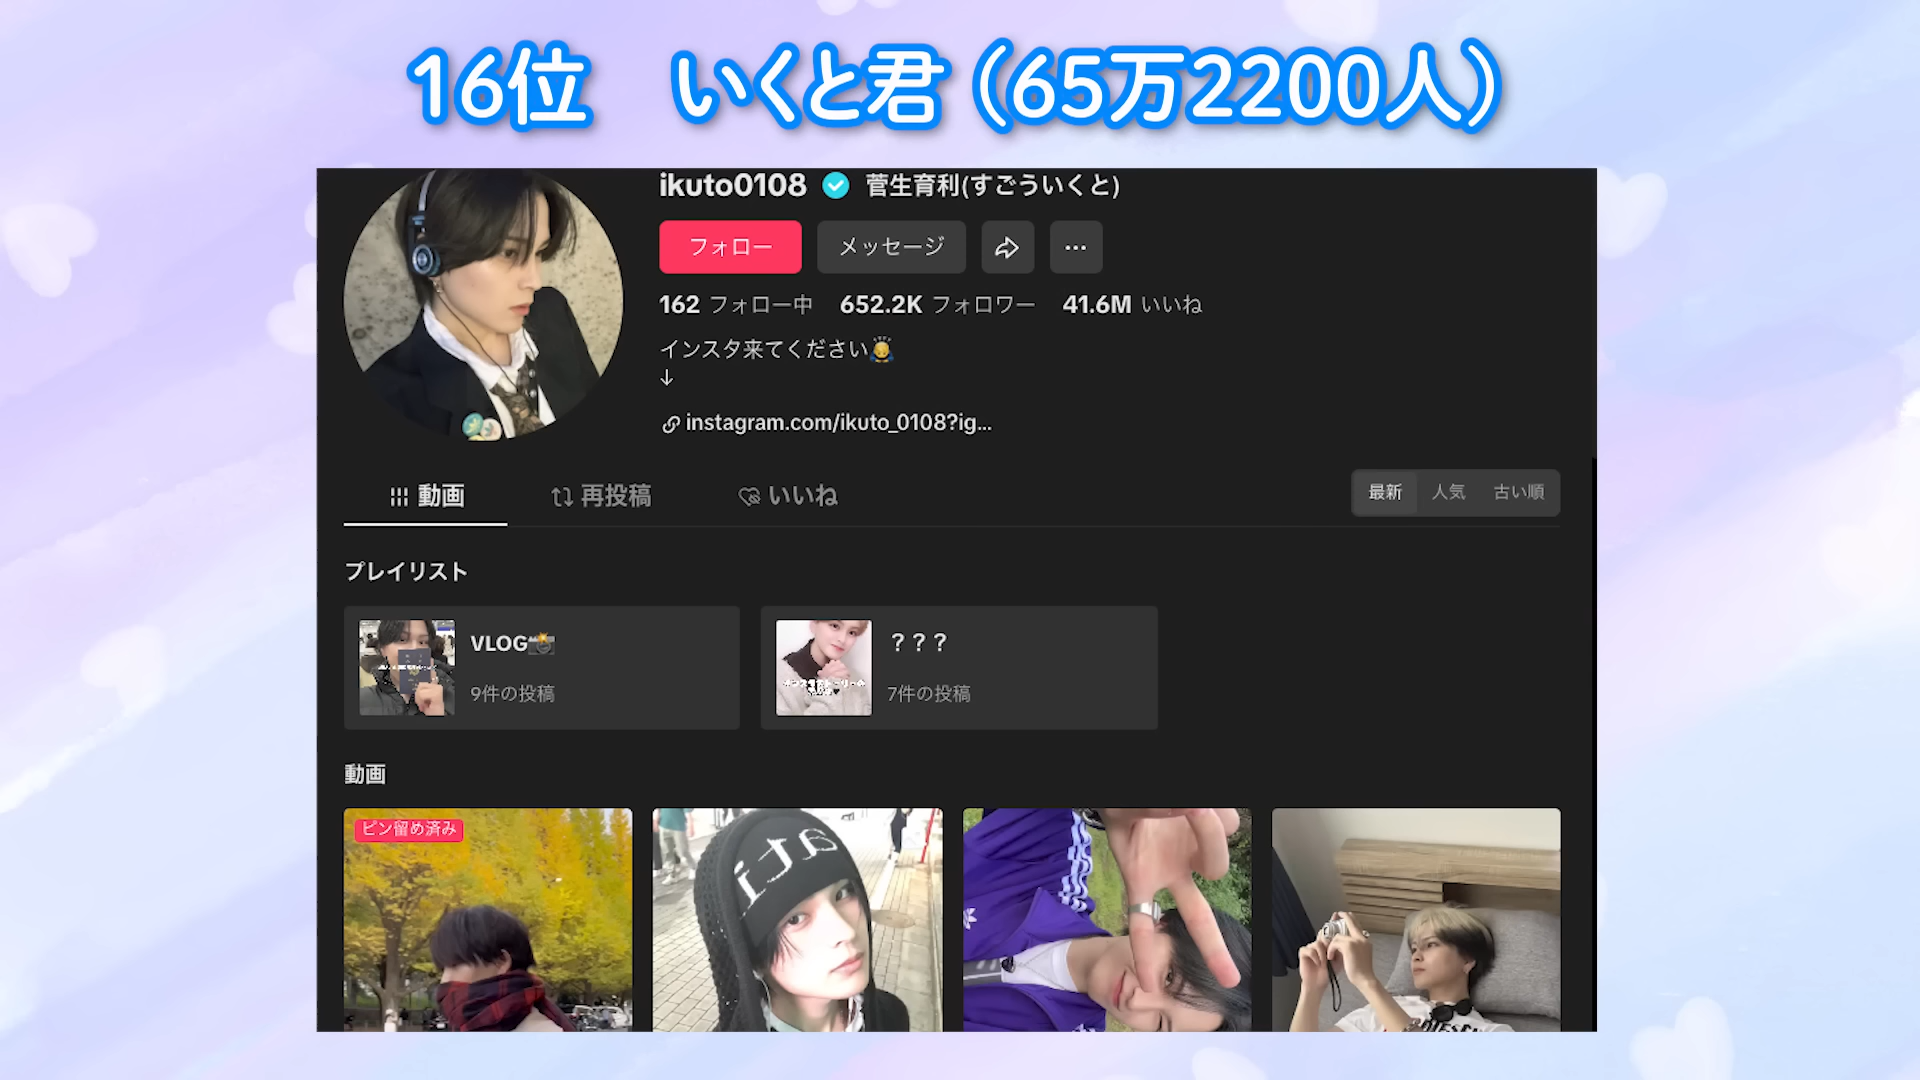 16位　いくと君（65万2200人）
ikuto0108 菅生育利(すごういくと)
フォロー メッセージ ...
162 フォロー中 652.2K フォロワー 41.6M いいね
インスタ来てください🙇
↓
instagram.com/ikuto_0108?ig...
動画 再投稿 いいね 最新 人気 古い順
プレイリスト
VLOG📸
9件の投稿
？？？
7件の投稿
動画
ピン留め済み